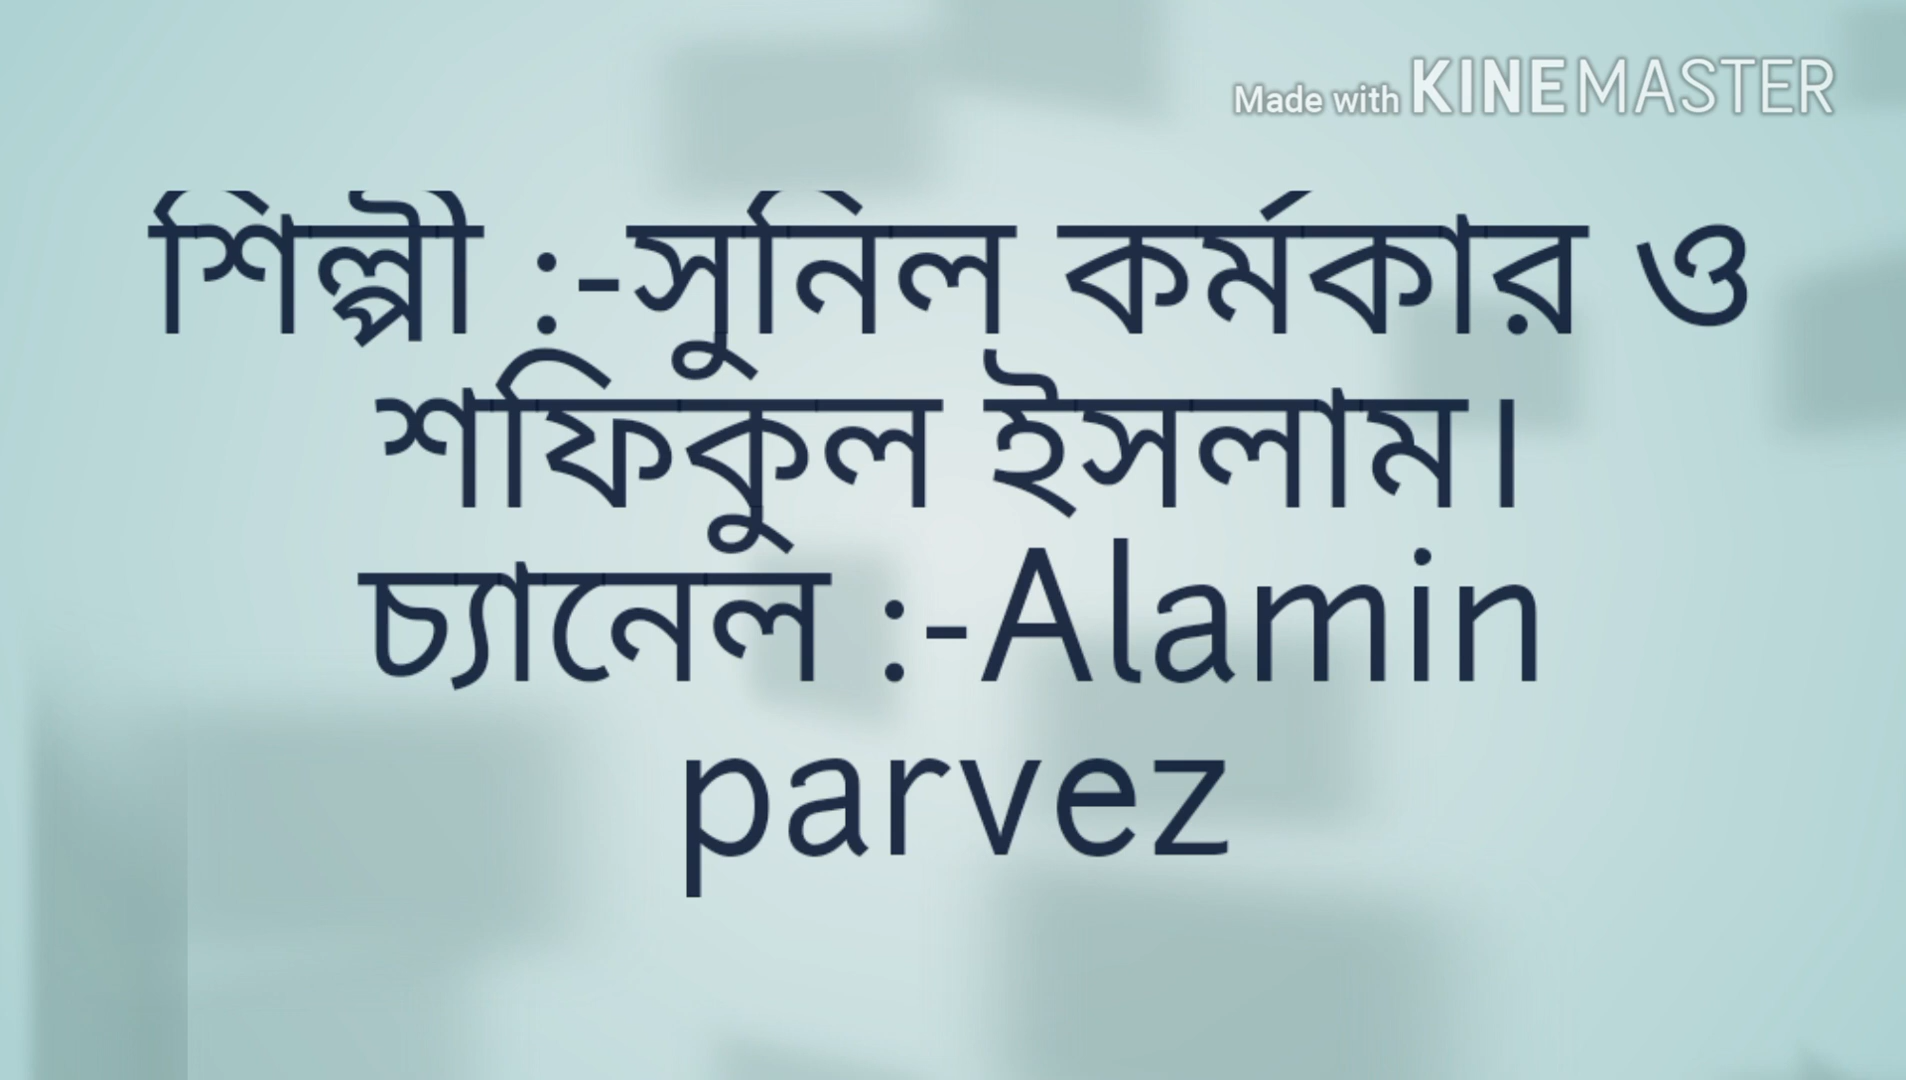 Made with KINEMASTER
শিল্পী :-সুনিল কর্মকার ও
শফিকুল ইসলাম।
চ্যানেল :-Alamin
parvez